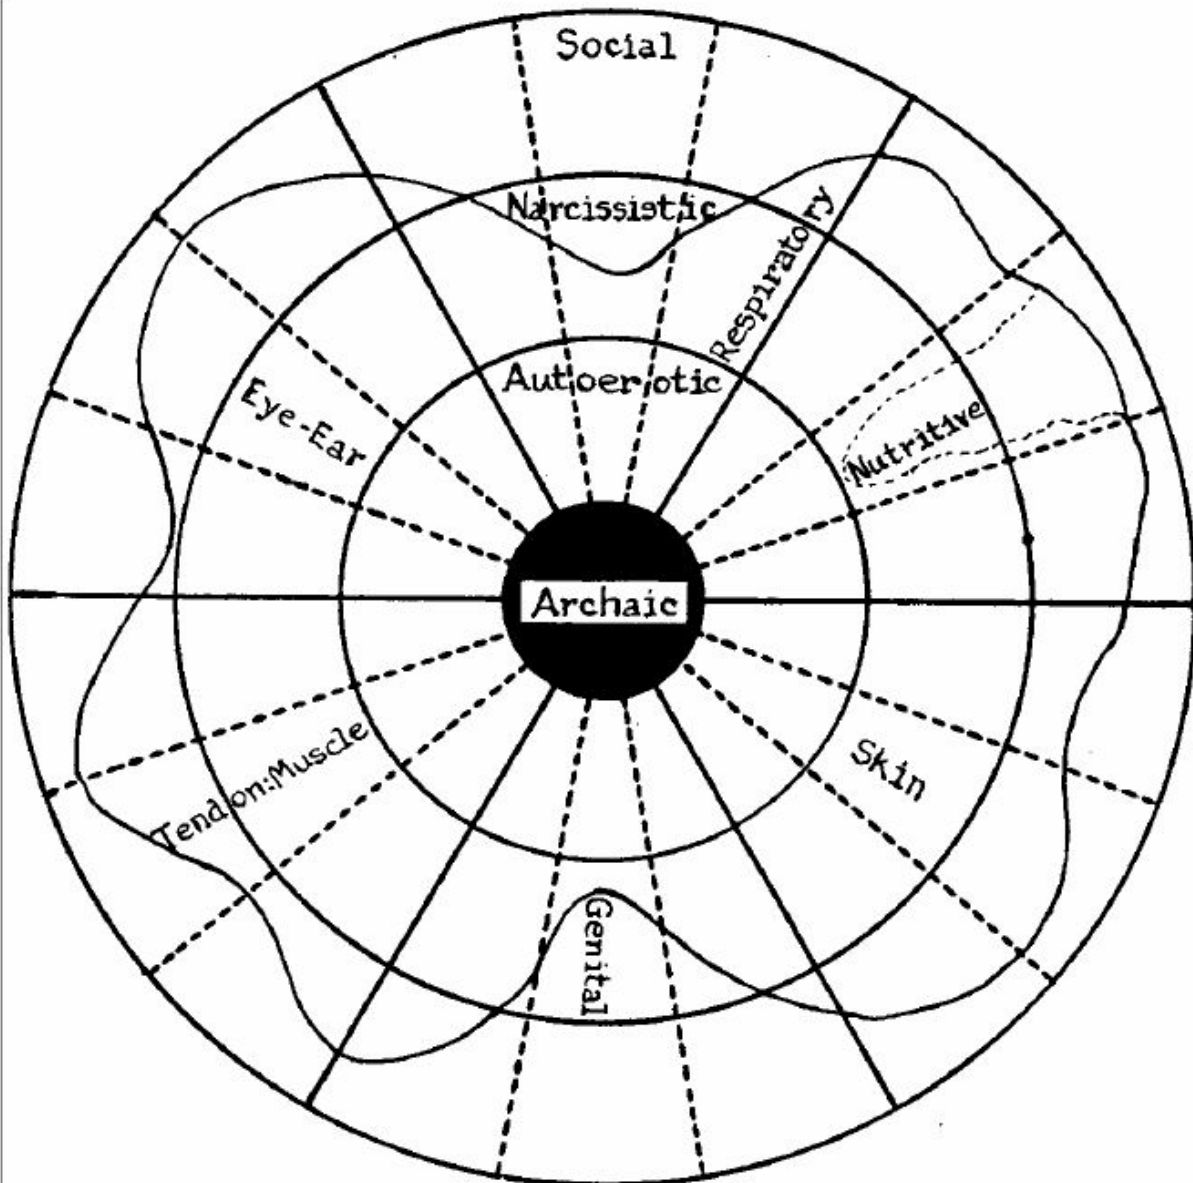 Social
Narcissistic
Respiratory
Autoerotic
Eye-Ear
Nutritive
Archaic
Tendon:Muscle
Skin
Genital